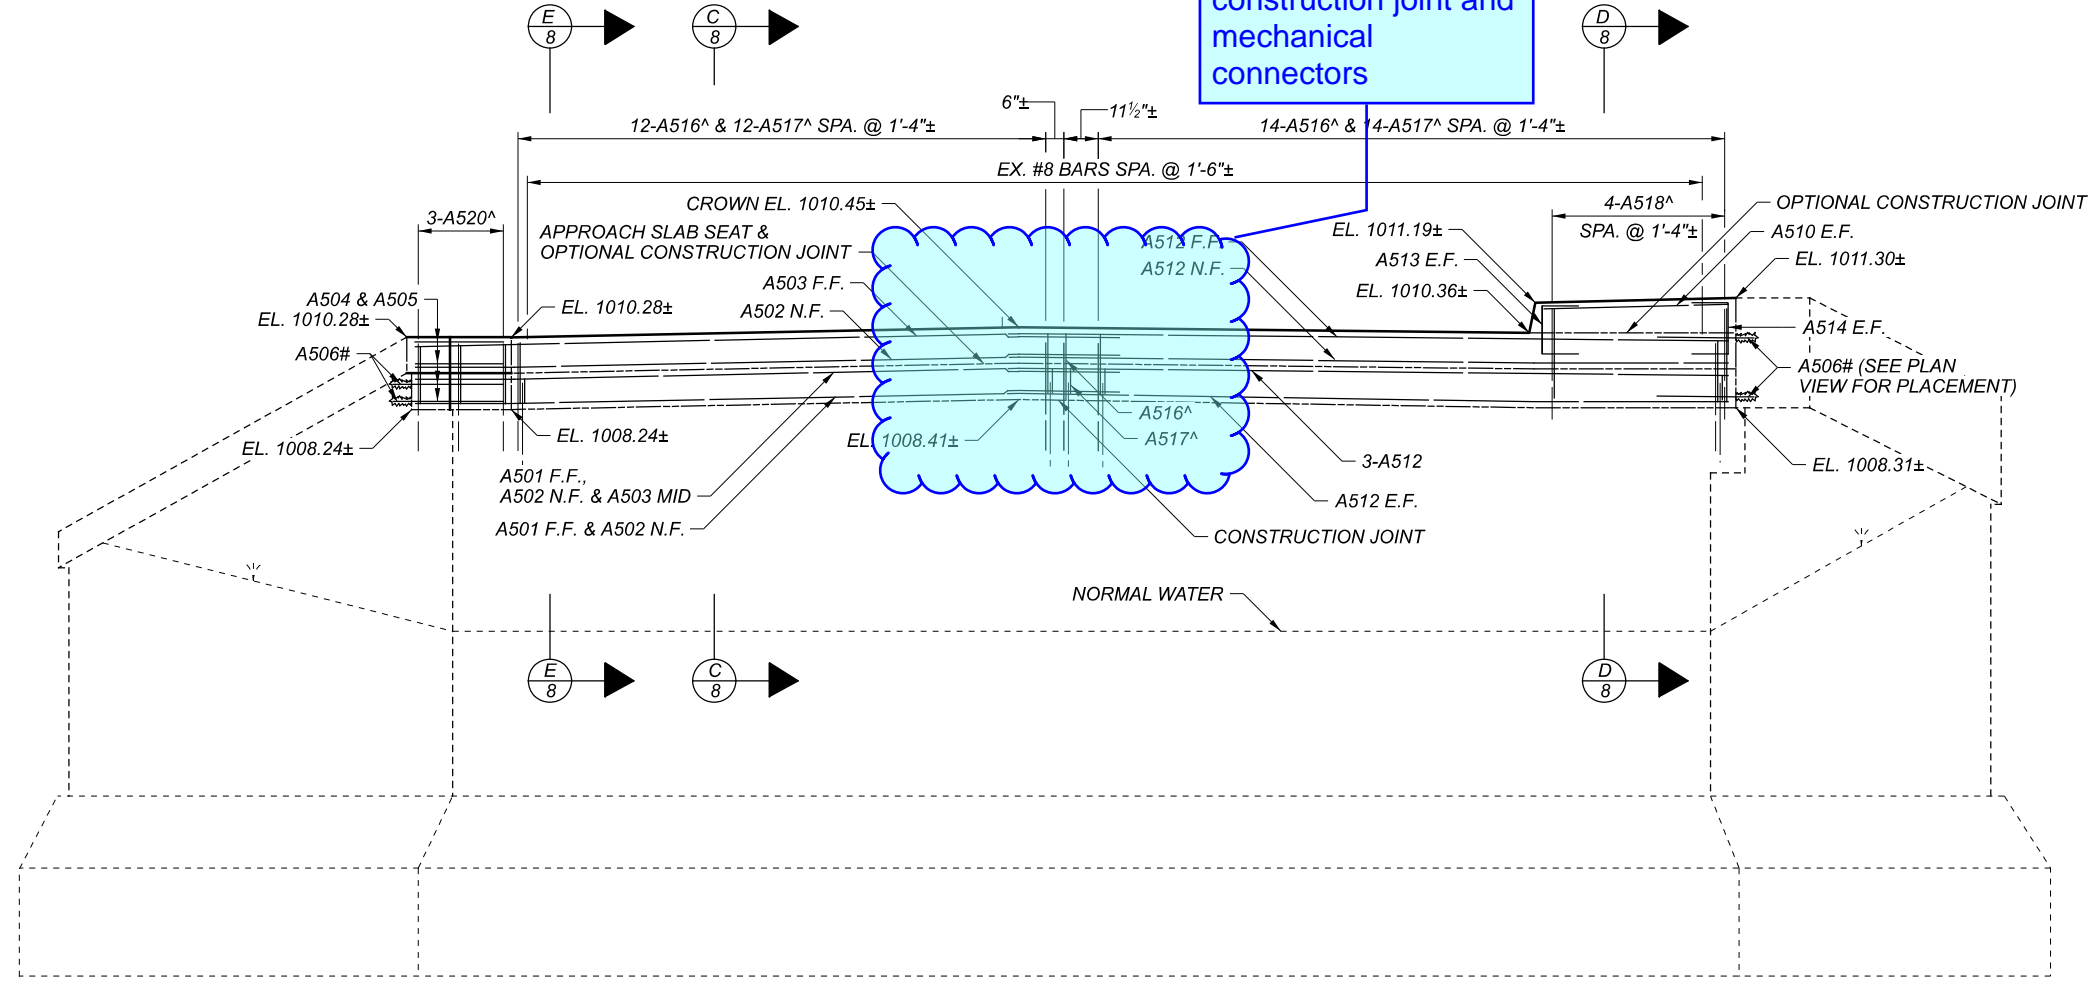 E
8
C
8
construction joint and
mechanical
connectors
D
8
6"±
11½"±
12-A516^ & 12-A517^ SPA. @ 1'-4"±
14-A516^ & 14-A517^ SPA. @ 1'-4"±
EX. #8 BARS SPA. @ 1'-6"±
3-A520^
CROWN EL. 1010.45±
APPROACH SLAB SEAT &
OPTIONAL CONSTRUCTION JOINT
A503 F.F.
A502 N.F.
A512 F.F.
A512 N.F.
EL. 1011.19±
A513 E.F.
EL. 1010.36±
4-A518^
SPA. @ 1'-4"±
OPTIONAL CONSTRUCTION JOINT
A510 E.F.
EL. 1011.30±
A504 & A505
EL. 1010.28±
A506#
EL. 1010.28±
A514 E.F.
A506# (SEE PLAN
VIEW FOR PLACEMENT)
EL. 1008.24±
EL. 1008.24±
EL. 1008.41±
A516^
A517^
3-A512
EL. 1008.31±
A501 F.F.,
A502 N.F. & A503 MID
A501 F.F. & A502 N.F.
A512 E.F.
CONSTRUCTION JOINT
NORMAL WATER
E
8
C
8
D
8